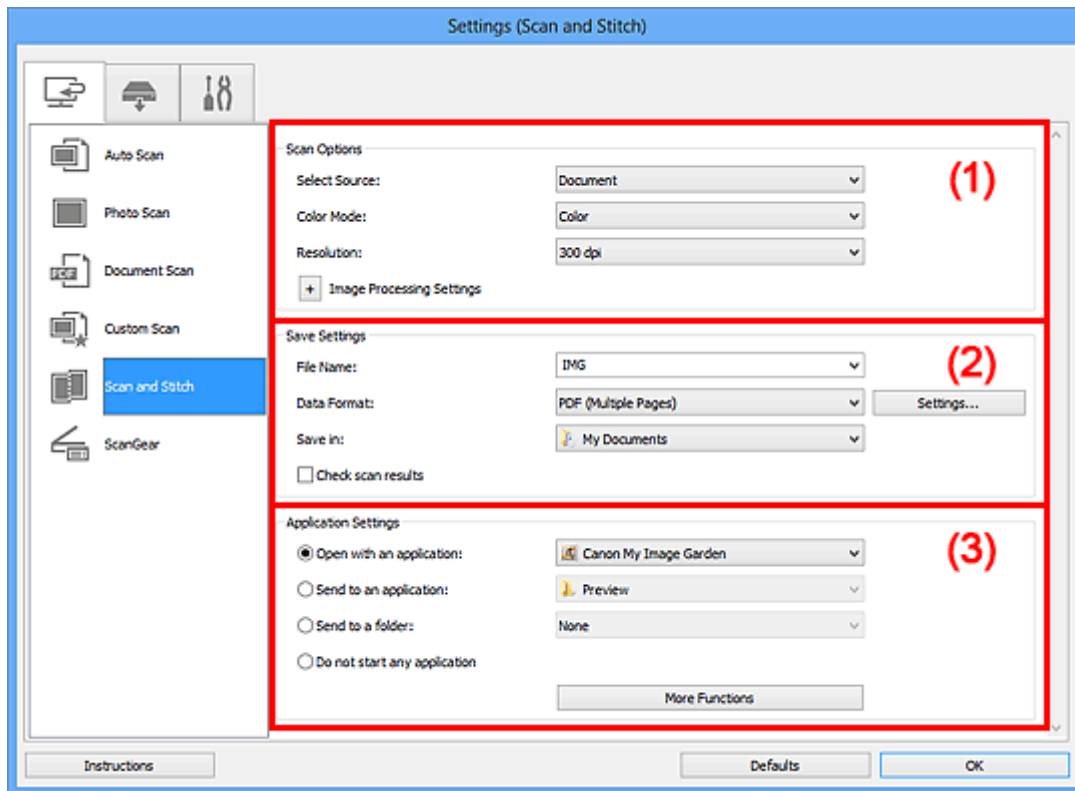 Settings (Scan and Stitch)
Auto Scan
Photo Scan
PDF
Document Scan
Custom Scan
Scan and Stitch
ScanGear
Scan Options
(1)
Select Source: Document
Color Mode: Color
Resolution: 300 dpi
+ Image Processing Settings
Save Settings
(2)
File Name: IMG
Data Format: PDF (Multiple Pages) Settings...
Save in: My Documents
Check scan results
Application Settings
(3)
Open with an application: Canon My Image Garden
Send to an application: Preview
Send to a folder: None
Do not start any application
More Functions
Instructions Defaults OK